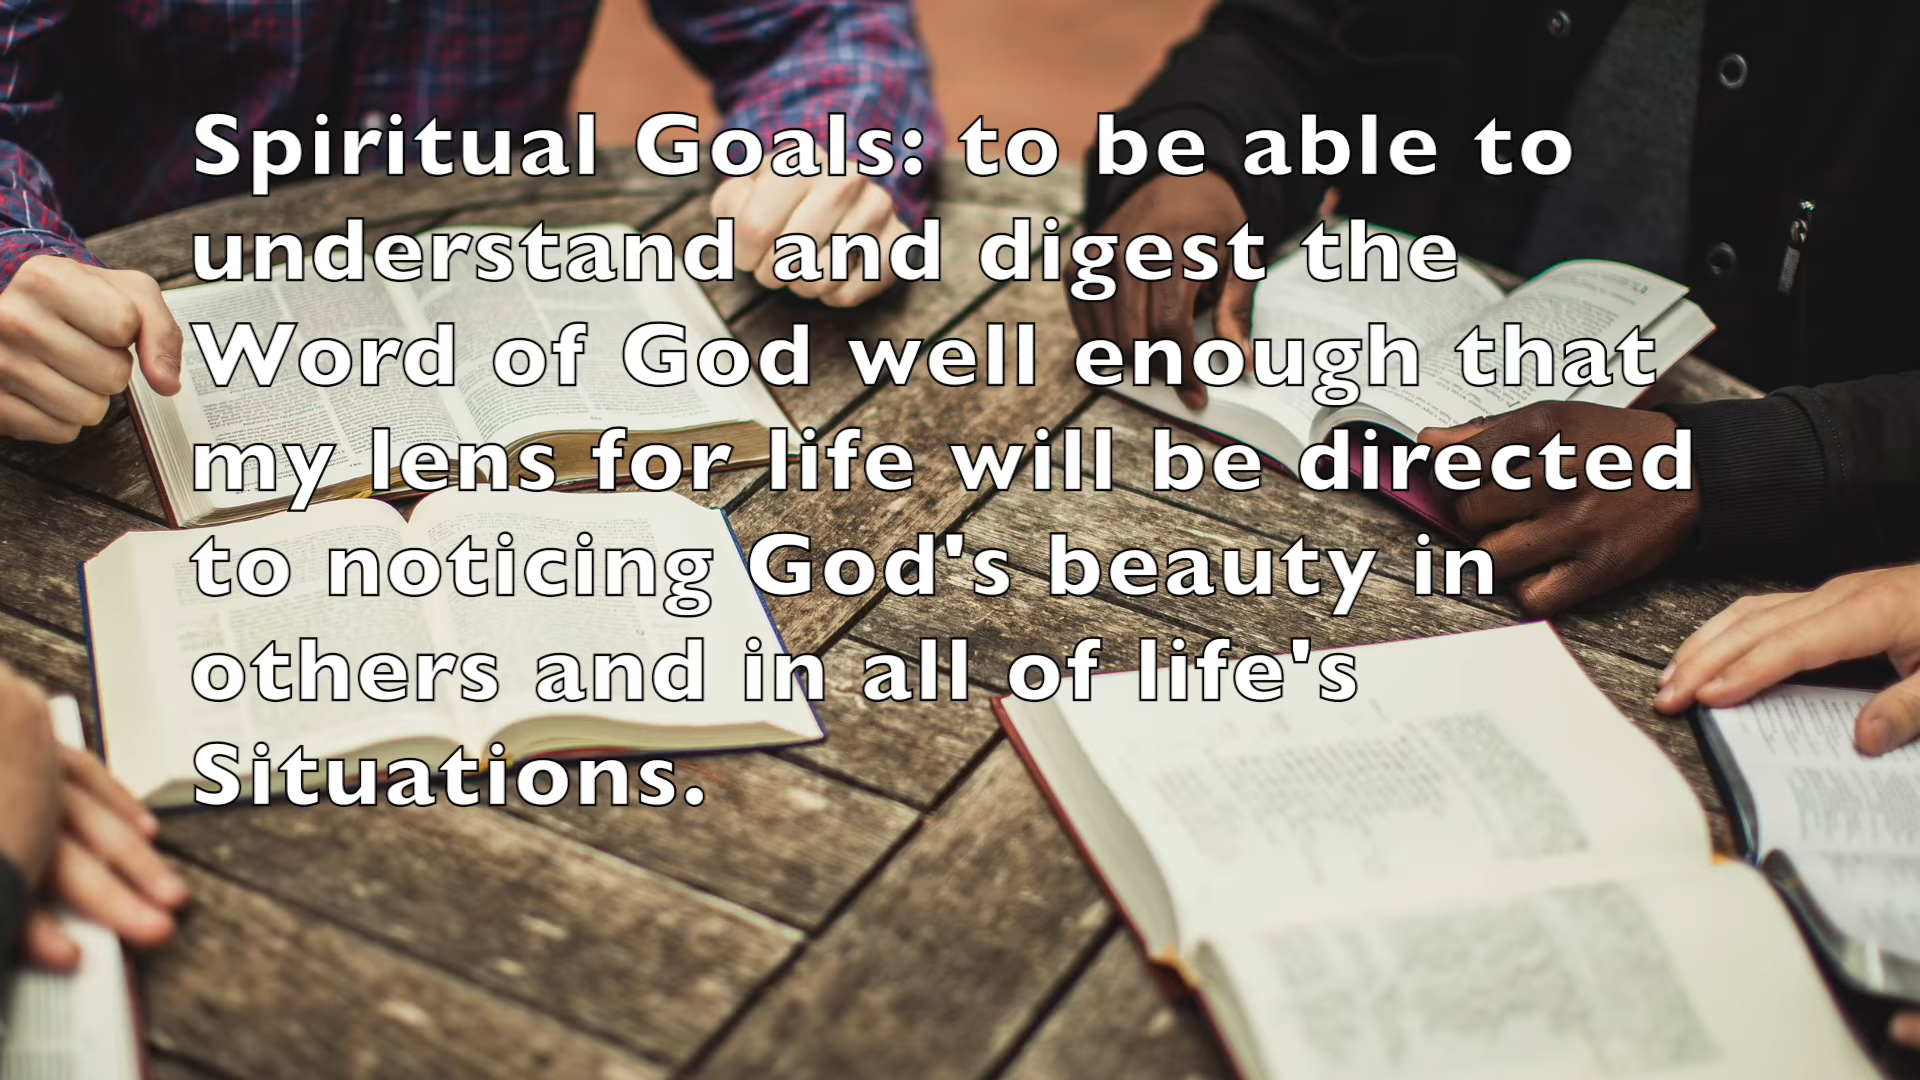 Spiritual Goals: to be able to
understand and digest the
Word of God well enough that
my lens for life will be directed
to noticing God's beauty in
others and in all of life's
Situations.